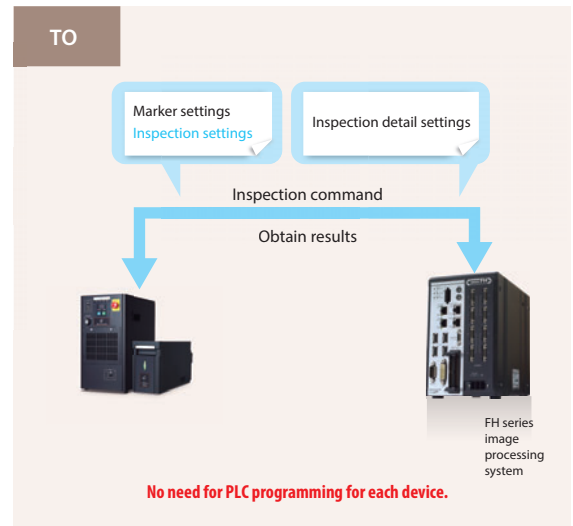 TO
Marker settings
Inspection settings
Inspection detail settings
Inspection command
Obtain results
FH
FH series
image
processing
system
No need for PLC programming for each device.